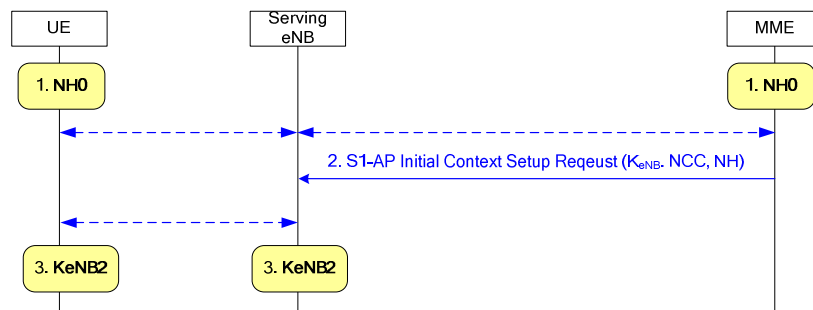 UE
Serving
eNB
MME
1. NH0
1. NH0
2. S1-AP Initial Context Setup Reqeust (KeNB. NCC, NH)
3. KeNB2
3. KeNB2